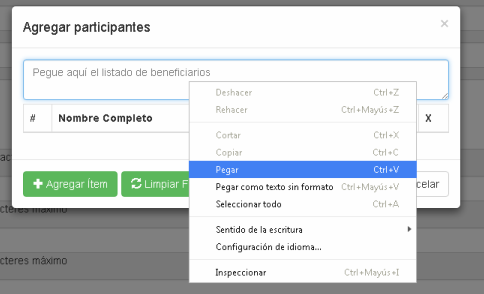 Agregar participantes
×
Pegue aquí el listado de beneficiarios
# Nombre Completo X
Deshacer Ctrl+Z
Rehacer Ctrl+Mayús+Z
Cortar Ctrl+X
Copiar Ctrl+C
Pegar Ctrl+V
Pegar como texto sin formato Ctrl+Mayús+V
Seleccionar todo Ctrl+A
Sentido de la escritura
Configuración de idioma...
Inspeccionar Ctrl+Mayús+I
Agregar Ítem Limpiar F celar
acteres máximo
cteres máximo